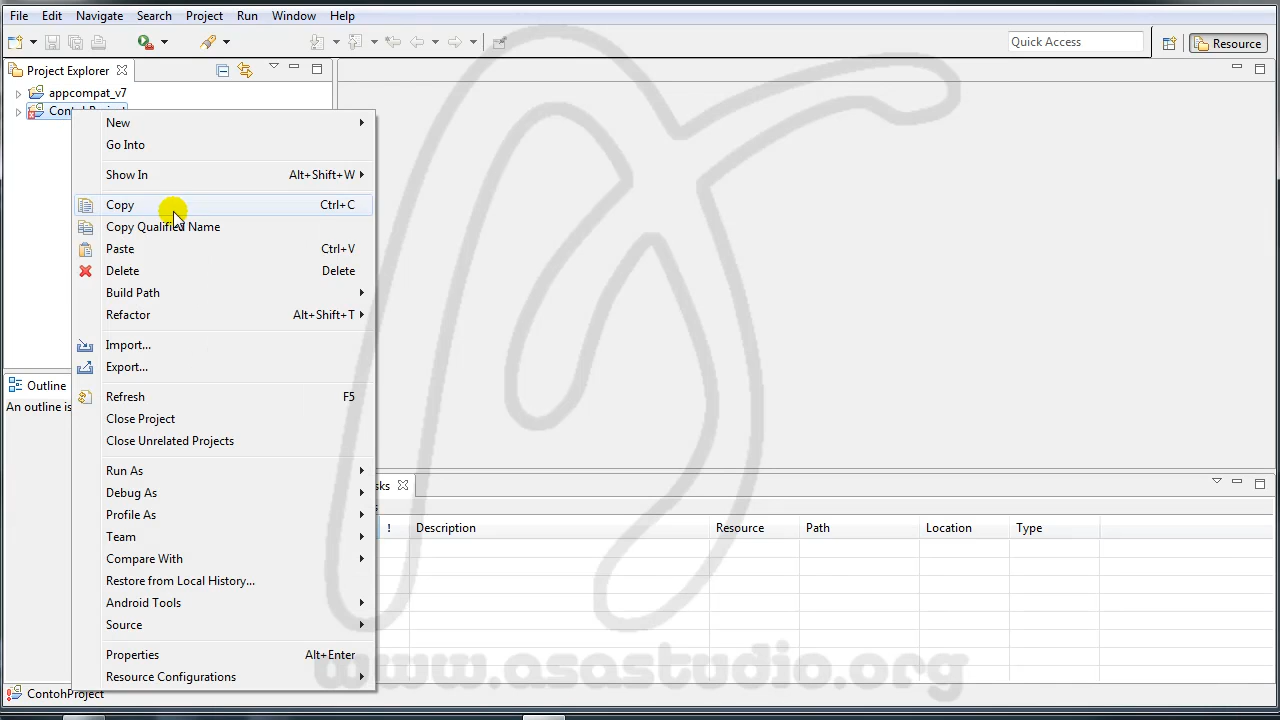 File Edit Navigate Search Project Run Window Help
Quick Access
Resource
Project Explorer
appcompat_v7
New
Go Into
Show In Alt+Shift+W
Copy Ctrl+C
Copy Qualified Name
Paste Ctrl+V
Delete Delete
Build Path
Refactor Alt+Shift+T
Import...
Export...
Refresh F5
Close Project
Close Unrelated Projects
Run As
Debug As
Profile As
Team
Compare With
Restore from Local History...
Android Tools
Source
Properties Alt+Enter
Resource Configurations
Outline
An outline is
! Description Resource Path Location Type
www.asastudio.org
ContohProject